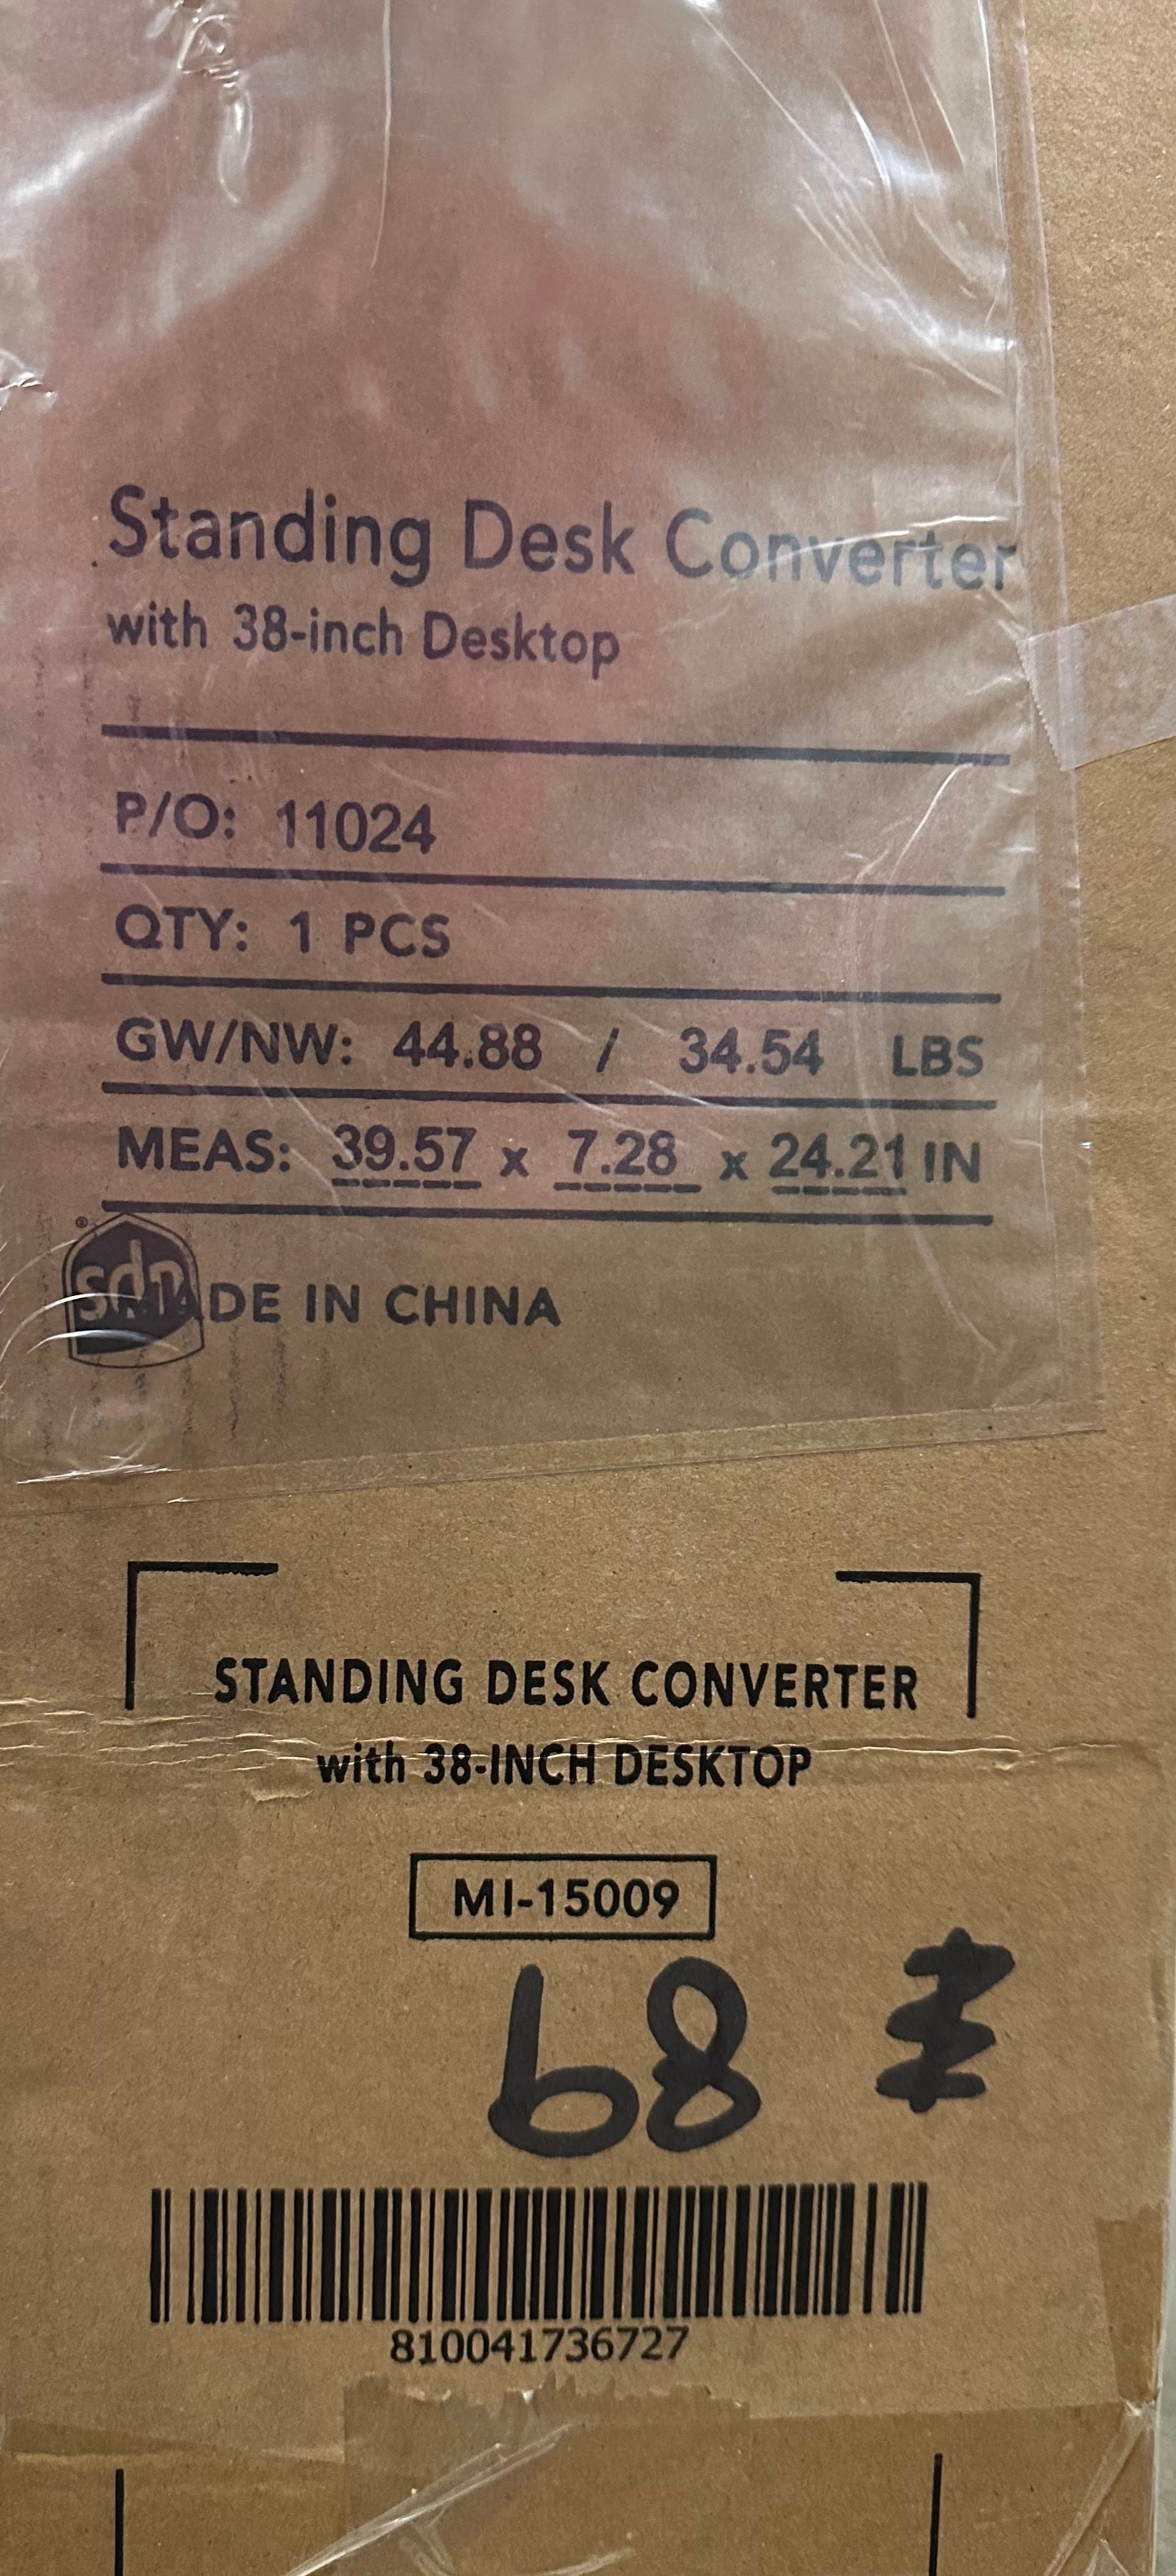 Standing Desk Converter
with 38-inch Desktop
P/O: 11024
QTY: 1 PCS
GW/NW: 44.88 / 34.54 LBS
MEAS: 39.57 x 7.28 x 24.21 IN
MADE IN CHINA
STANDING DESK CONVERTER
with 38-INCH DESKTOP
MI-15009
68
810041736727